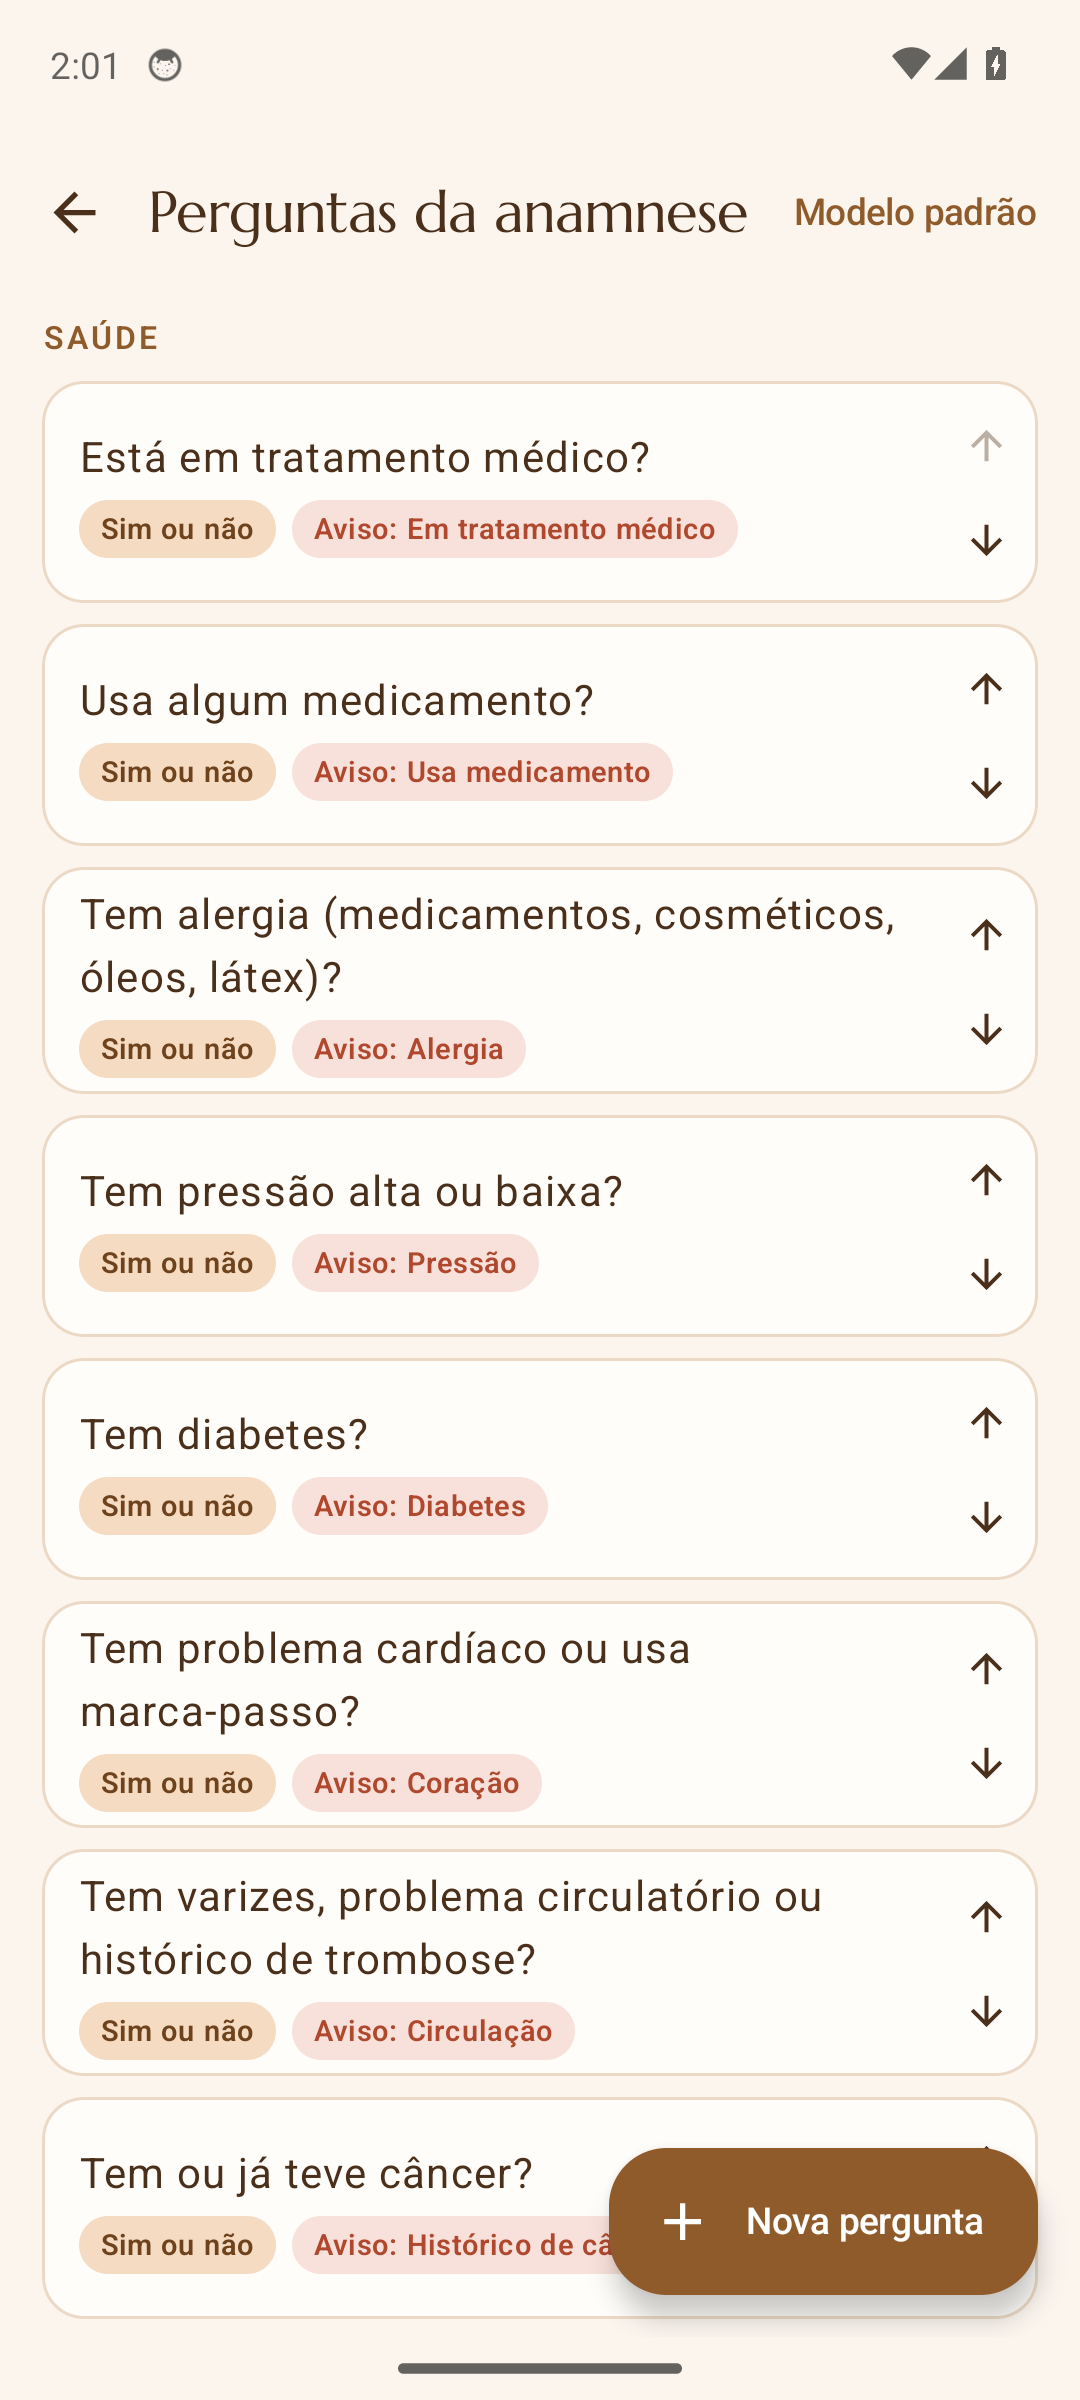 2:01
Perguntas da anamnese
Modelo padrão
SAÚDE
Está em tratamento médico?
Sim ou não
Aviso: Em tratamento médico
Usa algum medicamento?
Sim ou não
Aviso: Usa medicamento
Tem alergia (medicamentos, cosméticos,
óleos, látex)?
Sim ou não
Aviso: Alergia
Tem pressão alta ou baixa?
Sim ou não
Aviso: Pressão
Tem diabetes?
Sim ou não
Aviso: Diabetes
Tem problema cardíaco ou usa
marca-passo?
Sim ou não
Aviso: Coração
Tem varizes, problema circulatório ou
histórico de trombose?
Sim ou não
Aviso: Circulação
Tem ou já teve câncer?
Sim ou não
Aviso: Histórico de
Nova pergunta